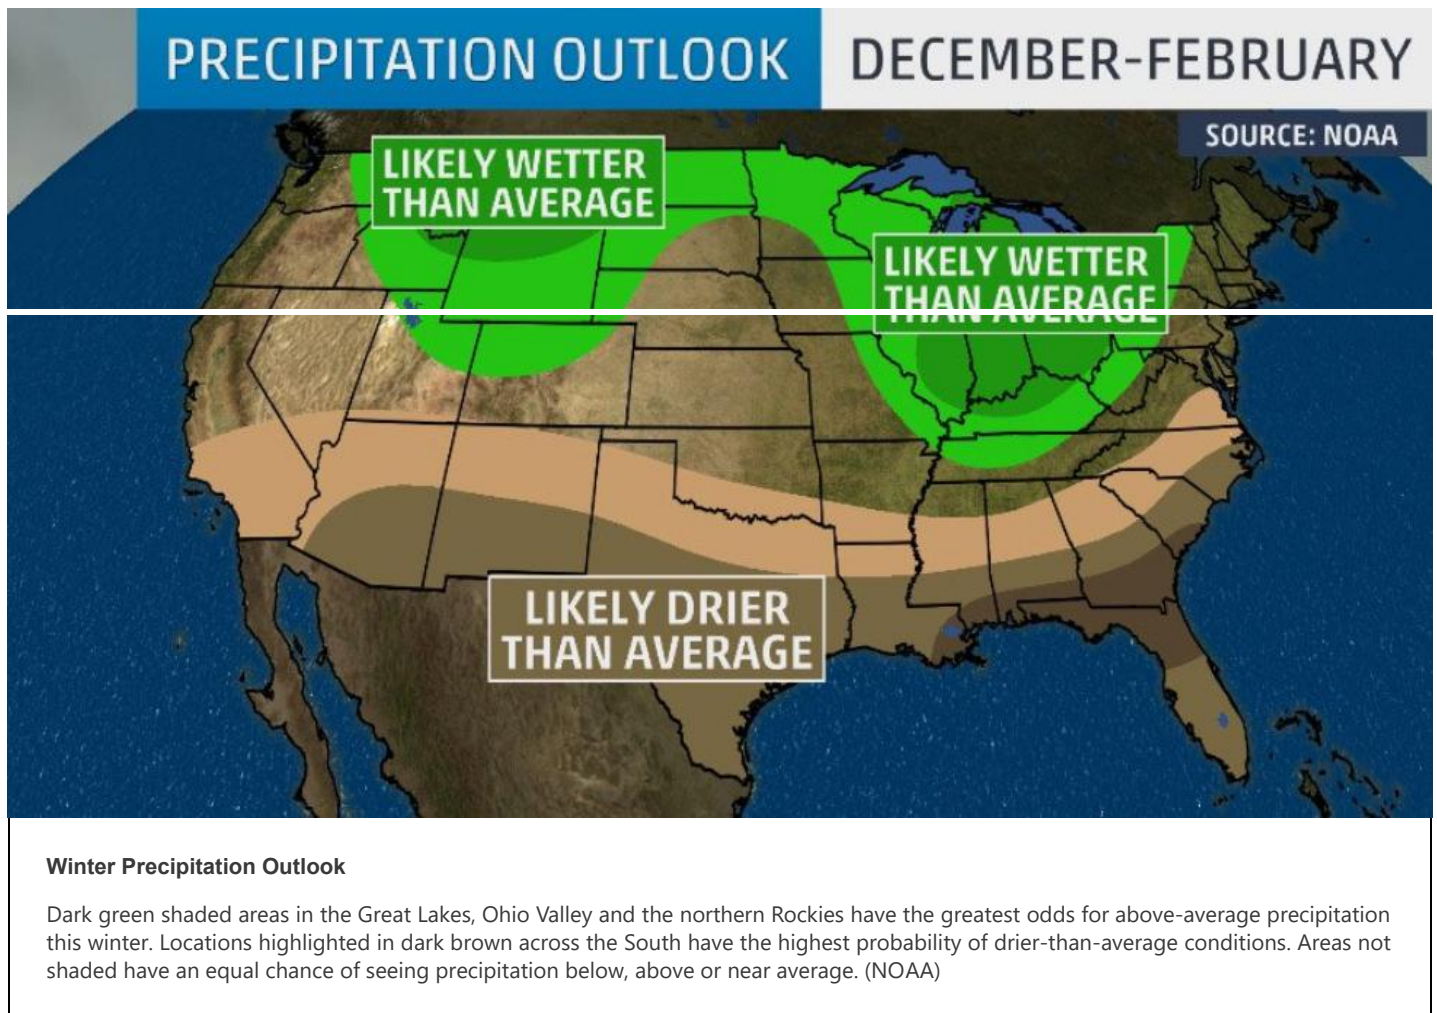 PRECIPITATION OUTLOOK
DECEMBER-FEBRUARY
SOURCE: NOAA
LIKELY WETTER
THAN AVERAGE
LIKELY WETTER
THAN AVERAGE
LIKELY DRIER
THAN AVERAGE
Winter Precipitation Outlook
Dark green shaded areas in the Great Lakes, Ohio Valley and the northern Rockies have the greatest odds for above-average precipitation
this winter. Locations highlighted in dark brown across the South have the highest probability of drier-than-average conditions. Areas not
shaded have an equal chance of seeing precipitation below, above or near average. (NOAA)